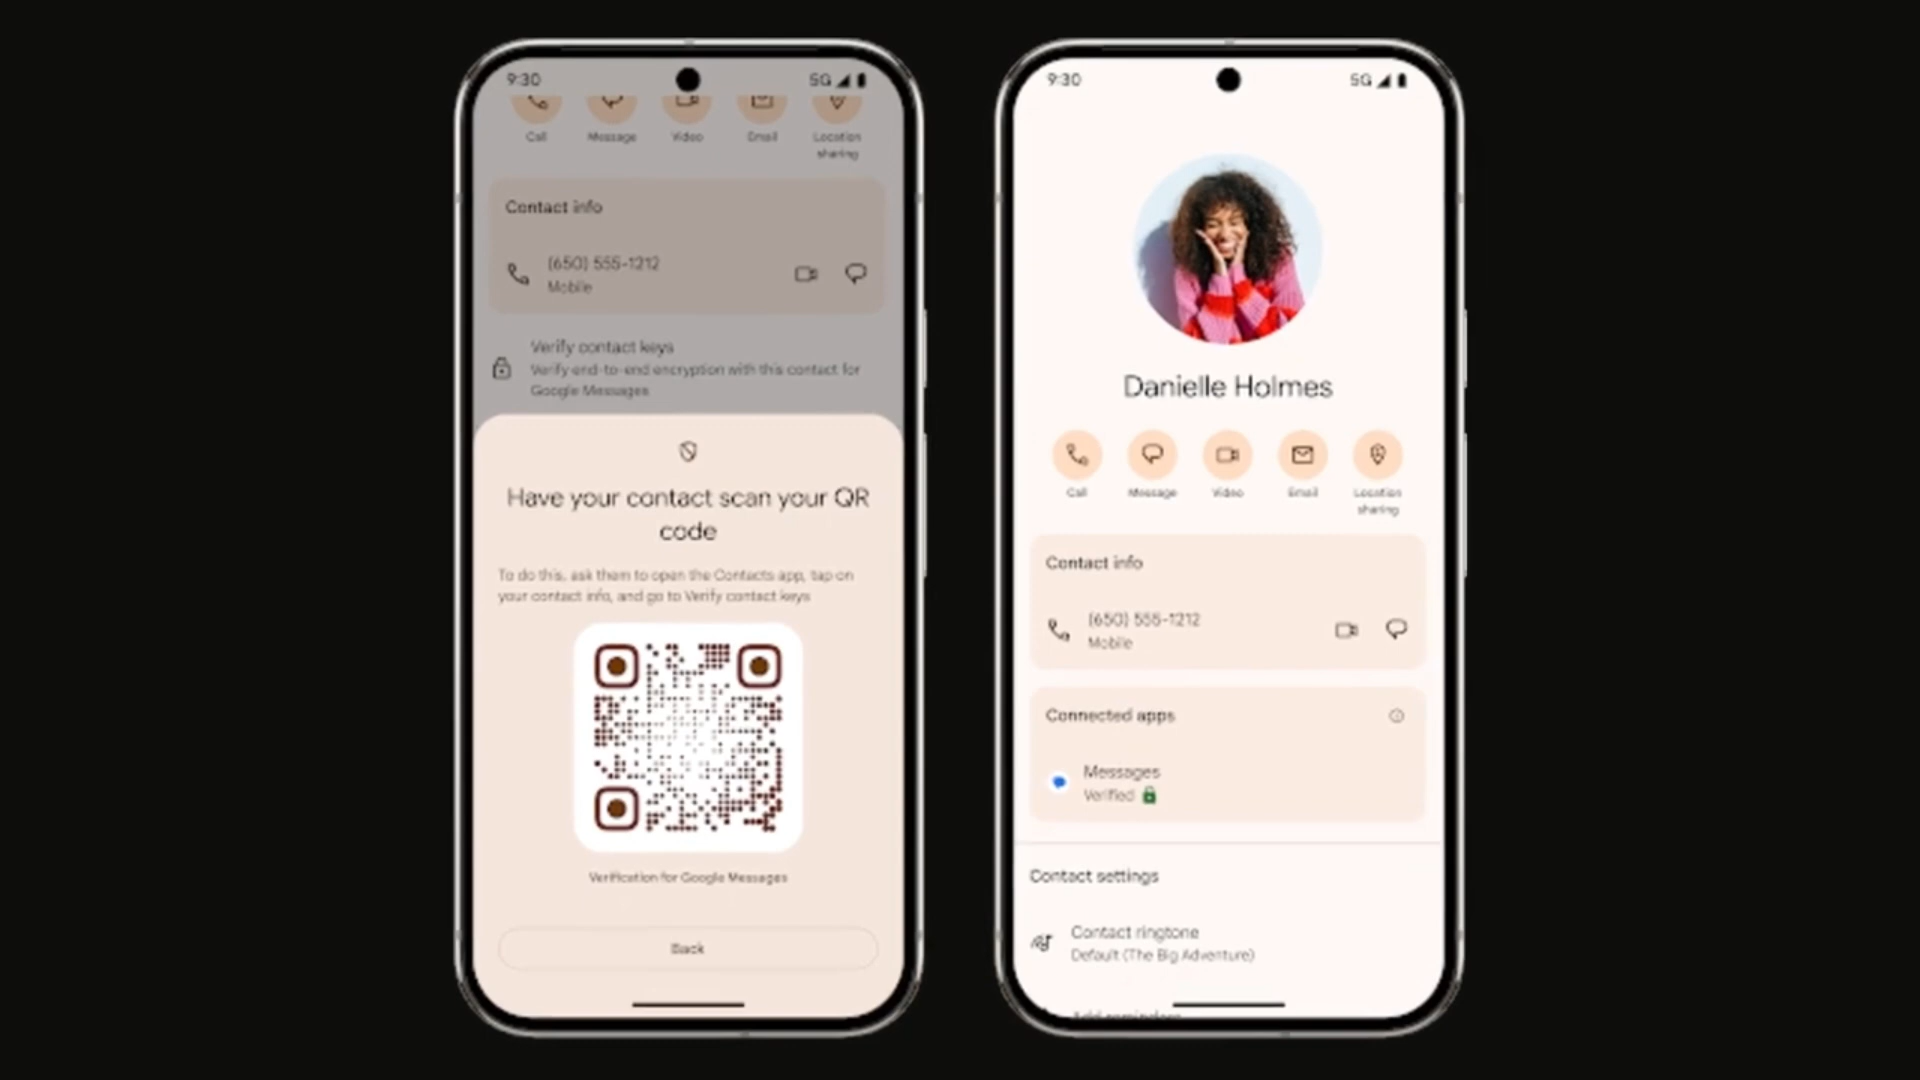 9:30
5G
Call
Message
Video
Email
Location
sharing
Contact info
(650) 555-1212
Mobile
Verify contact keys
Verify end-to-end encryption with this contact for
Google Messages
Have your contact scan your QR
code
To do this, ask them to open the Contacts app, tap on
your contact info, and go to Verify contact keys
Verification for Google Messages
Back
9:30
5G
Danielle Holmes
Call
Message
Video
Email
Location
sharing
Contact info
(650) 555-1212
Mobile
Connected apps
Messages
Verified
Contact settings
Contact ringtone
Default (The Big Adventure)
Add reminders